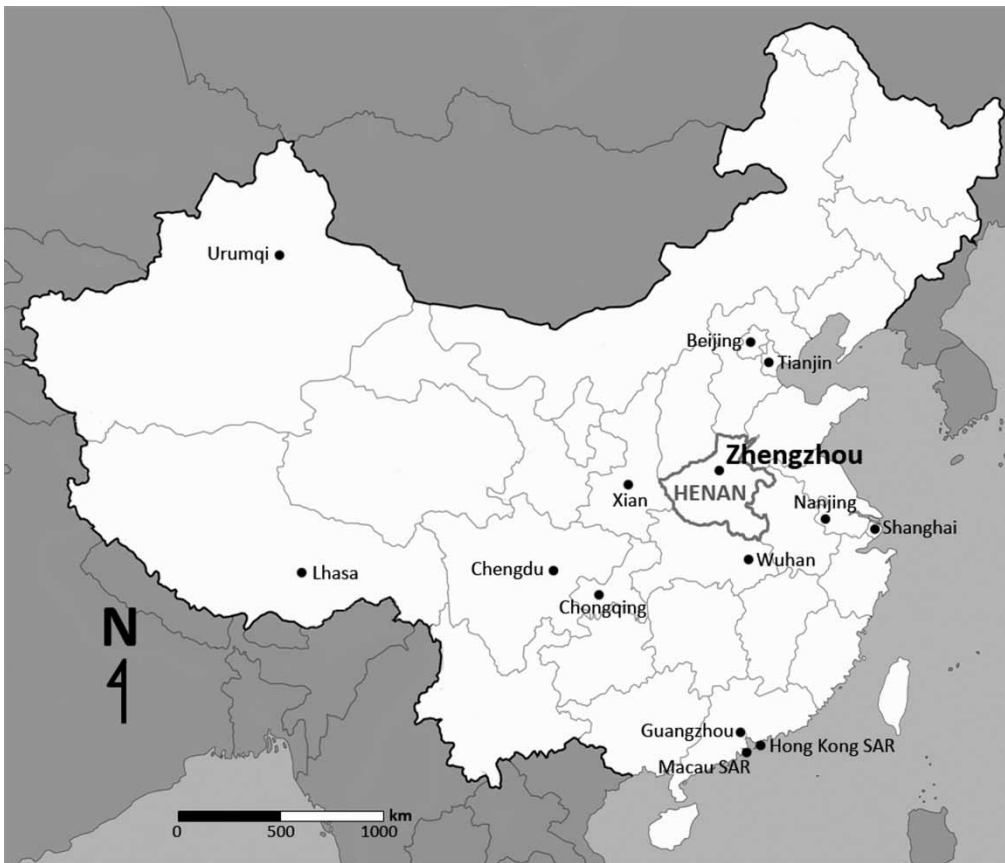 Urumqi
Beijing
Tianjin
Zhengzhou
HENAN
Xian
Nanjing
Shanghai
Wuhan
Lhasa
Chengdu
Chongqing
N
Guangzhou
Hong Kong SAR
Macau SAR
km
0 500 1000